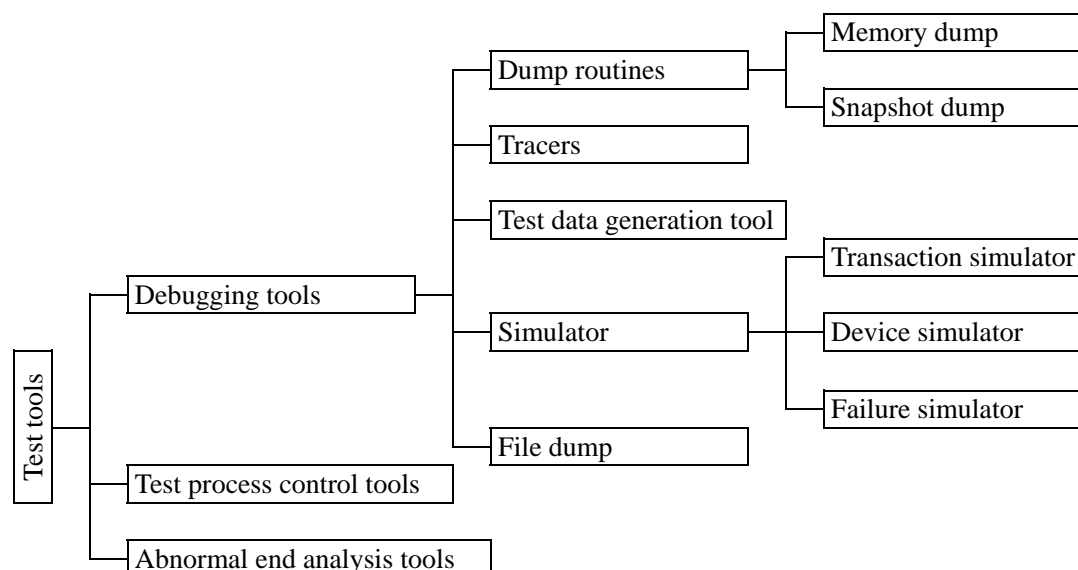 Test tools
Debugging tools
Dump routines
Memory dump
Snapshot dump
Tracers
Test data generation tool
Simulator
Transaction simulator
Device simulator
Failure simulator
File dump
Test process control tools
Abnormal end analysis tools